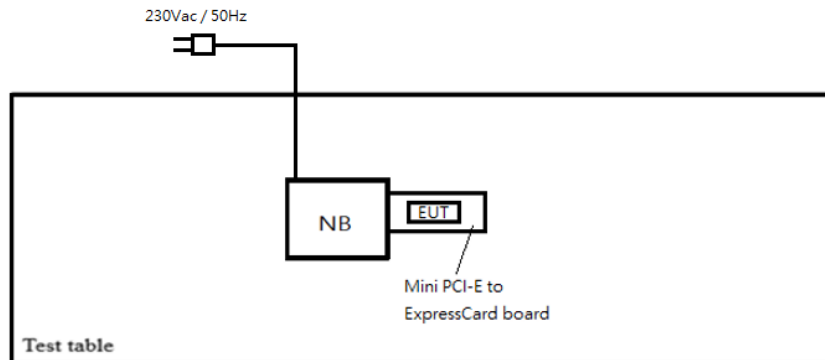 230Vac / 50Hz
NB
EUT
Mini PCI-E to
ExpressCard board
Test table